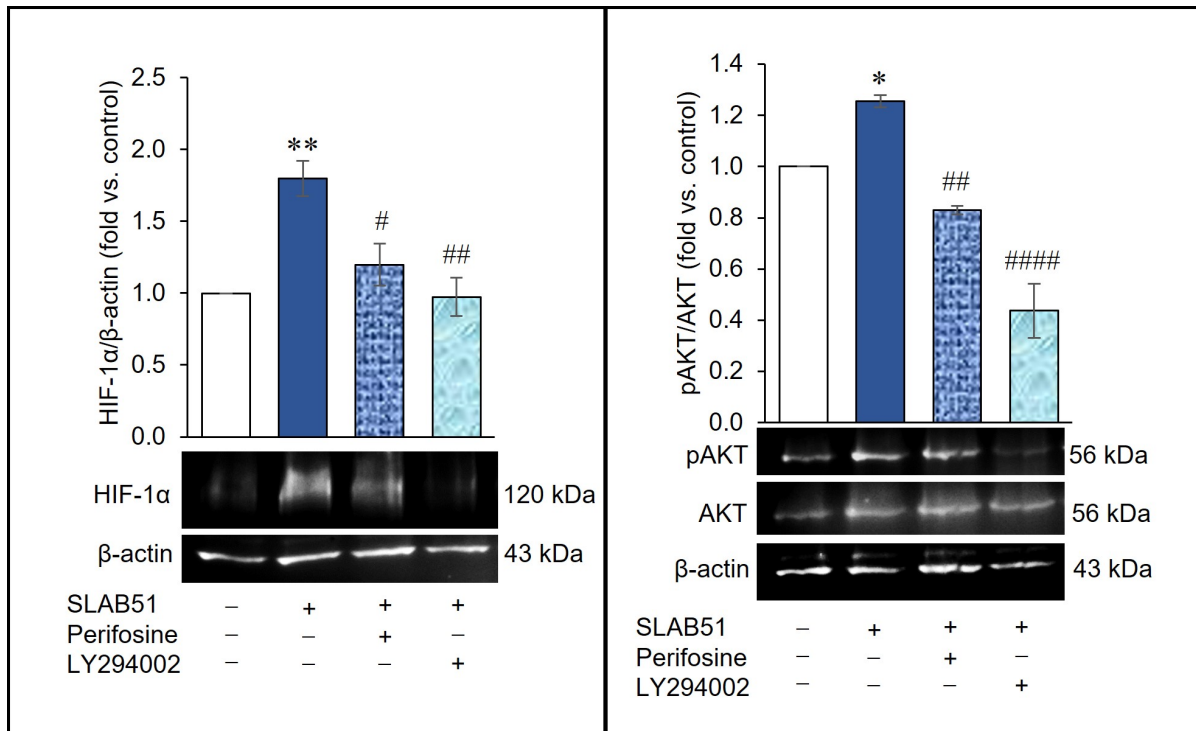 HIF-1α/β-actin (fold vs. control)
2.5
2.0
1.5
1.0
0.5
0.0
**
#
##
HIF-1α
120 kDa
β-actin
43 kDa
SLAB51 – + + +
Perifosine – – + –
LY294002 – – – +
pAKT/AKT (fold vs. control)
1.4
1.2
1.0
0.8
0.6
0.4
0.2
0.0
*
##
####
pAKT
56 kDa
AKT
56 kDa
β-actin
43 kDa
SLAB51 – + + +
Perifosine – – + –
LY294002 – – – +